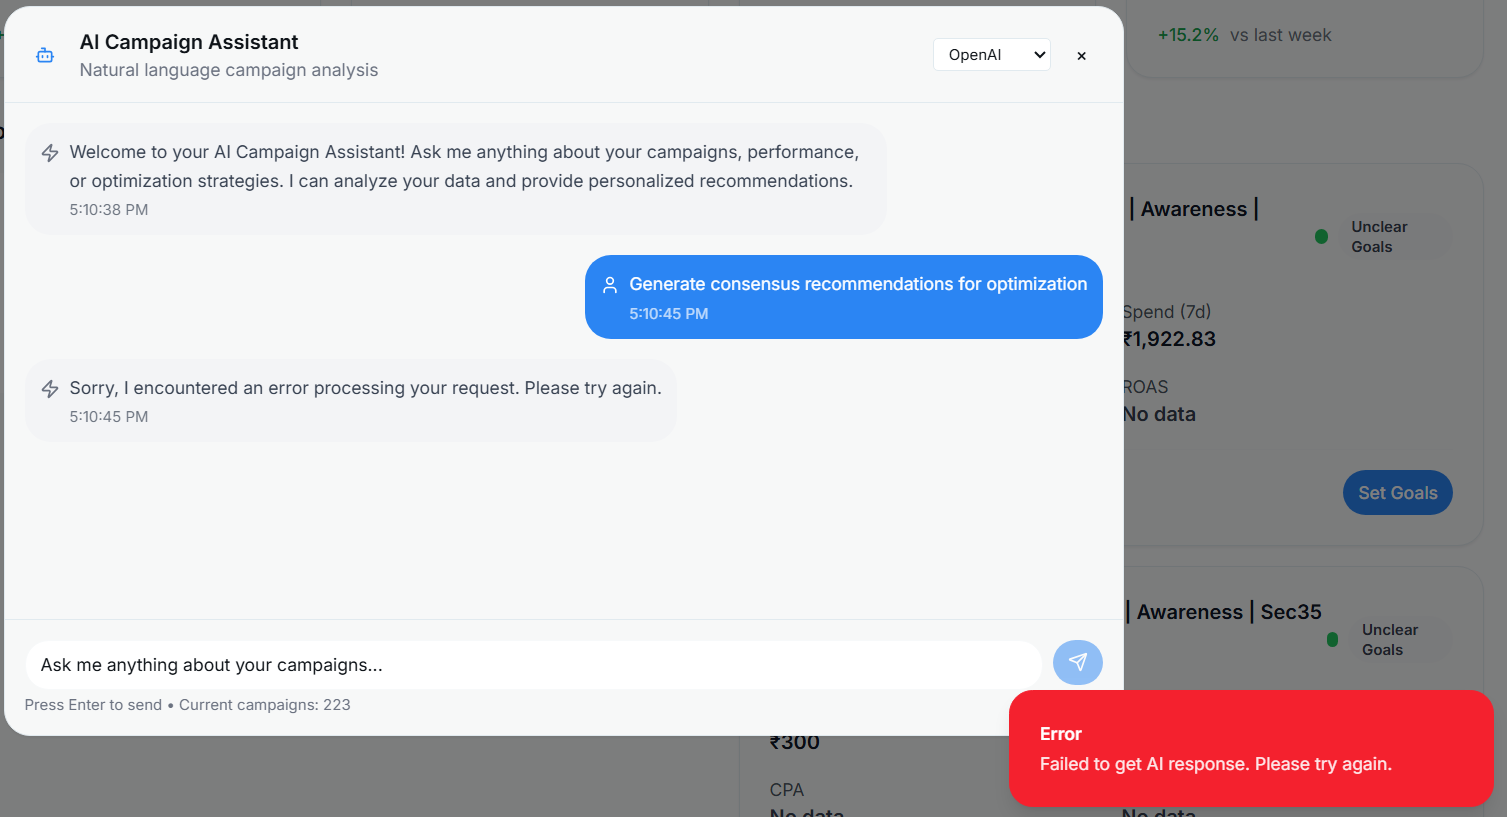 AI Campaign Assistant
Natural language campaign analysis
OpenAI
×
Welcome to your AI Campaign Assistant! Ask me anything about your campaigns, performance,
or optimization strategies. I can analyze your data and provide personalized recommendations.
5:10:38 PM
Generate consensus recommendations for optimization
5:10:45 PM
Sorry, I encountered an error processing your request. Please try again.
5:10:45 PM
Ask me anything about your campaigns...
Press Enter to send • Current campaigns: 223
+15.2% vs last week
| Awareness |
Unclear
Goals
Spend (7d)
₹1,922.83
ROAS
No data
Set Goals
| Awareness | Sec35
Unclear
Goals
Error
Failed to get AI response. Please try again.
₹300
CPA
No data
No data